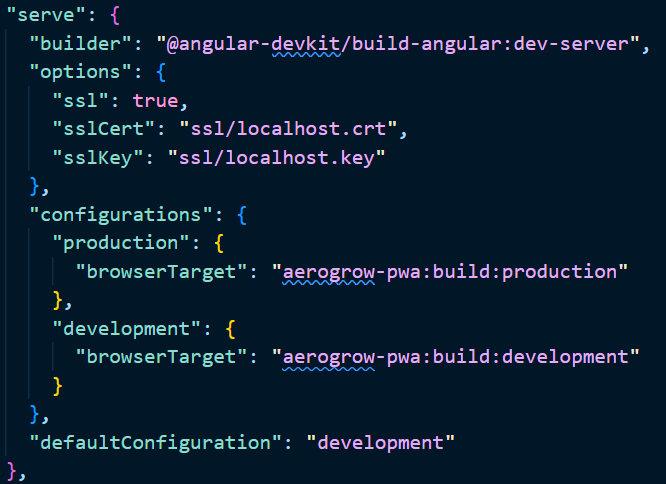 "serve": {
"builder": "@angular-devkit/build-angular:dev-server",
"options": {
"ssl": true,
"sslCert": "ssl/localhost.crt",
"sslKey": "ssl/localhost.key"
},
"configurations": {
"production": {
"browserTarget": "aerogrow-pwa:build:production"
},
"development": {
"browserTarget": "aerogrow-pwa:build:development"
}
},
"defaultConfiguration": "development"
},